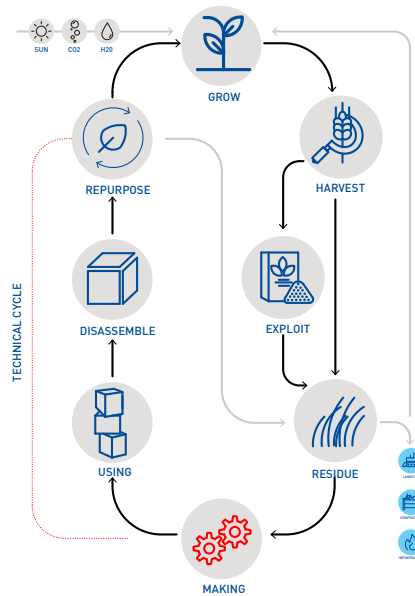 SUN
CO2
H20
GROW
REPURPOSE
HARVEST
TECHNICAL CYCLE
DISASSEMBLE
EXPLOIT
USING
RESIDUE
MAKING